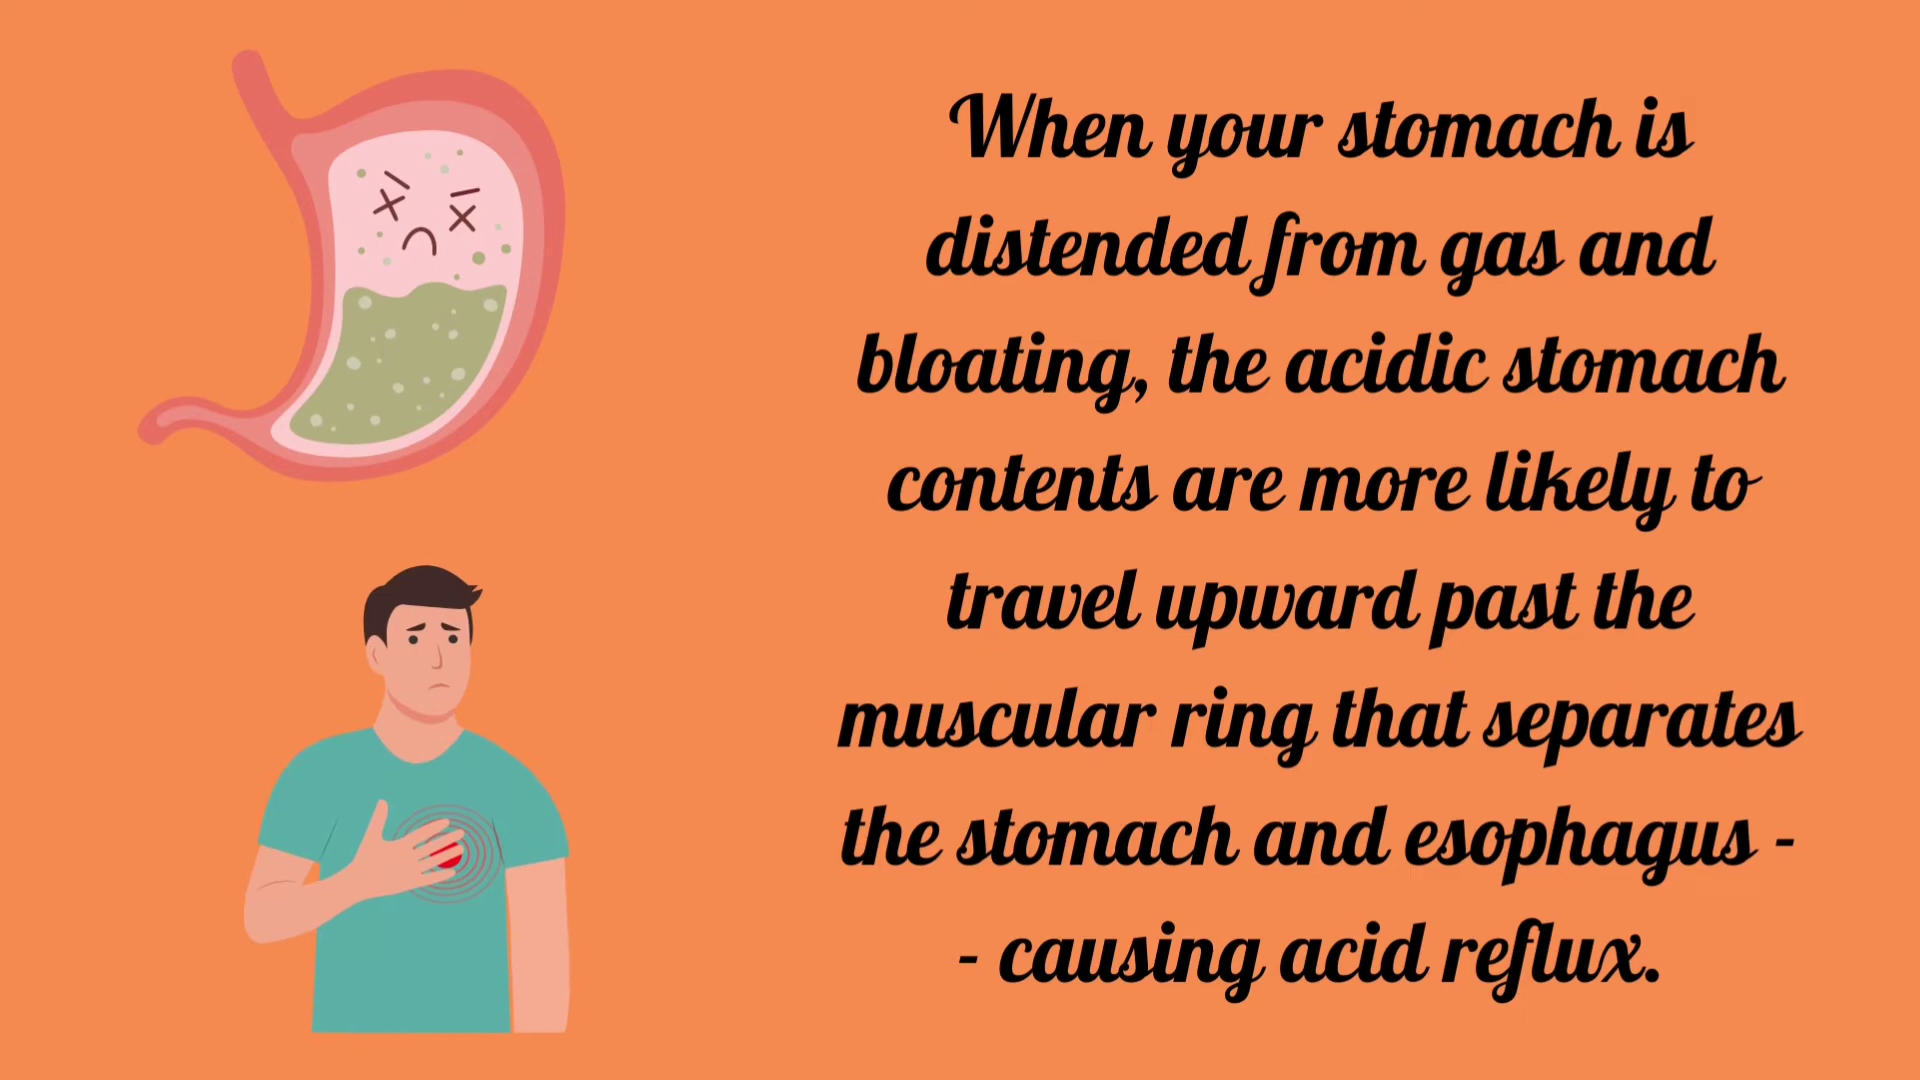 When your stomach is
distended from gas and
bloating, the acidic stomach
contents are more likely to
travel upward past the
muscular ring that separates
the stomach and esophagus -
- causing acid reflux.